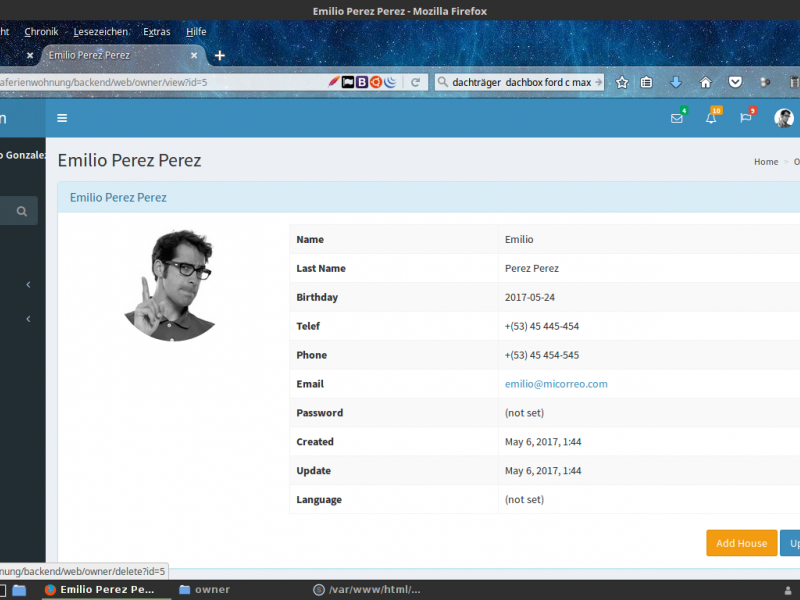 Emilio Perez Perez - Mozilla Firefox
ht Chronik Lesezeichen Extras Hilfe
Emilio Perez Perez
aferienwohnung/backend/web/owner/view?id=5
dachträger dachbox ford c max
n
4 10 9
o Gonzalez
Emilio Perez Perez
Home > O
Emilio Perez Perez
Name Emilio
Last Name Perez Perez
Birthday 2017-05-24
Telef +(53) 45 445-454
Phone +(53) 45 454-545
Email emilio@micorreo.com
Password (not set)
Created May 6, 2017, 1:44
Update May 6, 2017, 1:44
Language (not set)
Add House Up
nung/backend/web/owner/delete?id=5
Emilio Perez Pe... owner /var/www/html/...